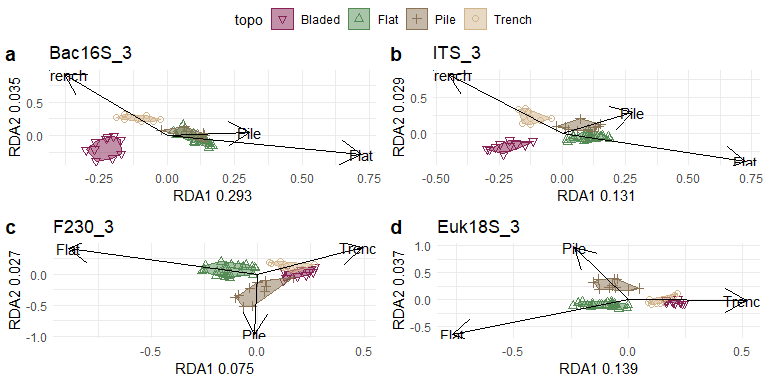 topo Bladed Flat Pile Trench
a Bac16S_3
RDA2 0.035
0.5
0.0
rench
Pile
Flat
-0.25 0.00 0.25 0.50 0.75
RDA1 0.293
b ITS_3
RDA2 0.029
0.5
0.0
rench
Pile
Flat
-0.50 -0.25 0.00 0.25 0.50 0.75
RDA1 0.131
c F230_3
RDA2 0.027
0.0
-0.5
-1.0
Flat
Trenc
Pile
-0.5 0.0 0.5
RDA1 0.075
d Euk18S_3
RDA2 0.037
1.0
0.5
0.0
-0.5
Pile
Trenc
Flat
-0.5 0.0 0.5
RDA1 0.139